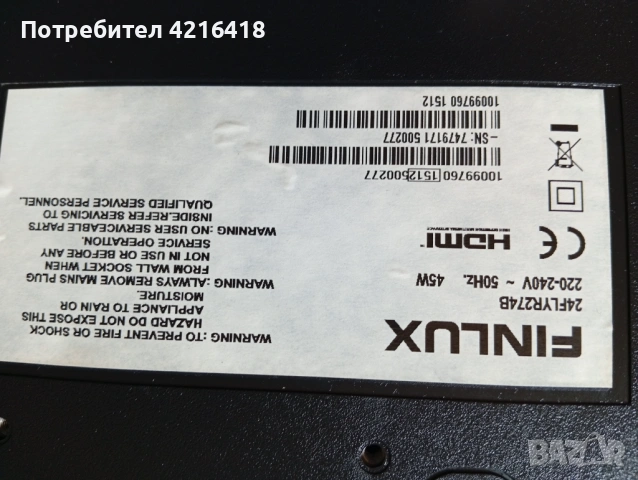 Потребител 4216418
FINLUX
24FLYR274B
220-240V ~ 50Hz. 45W
HDMI
WARNING :TO PREVENT FIRE OR SHOCK
HAZARD DO NOT EXPOSE THIS
APPLIANCE TO RAIN OR
MOISTURE.
WARNING :ALWAYS REMOVE MAINS PLUG
FROM WALL SOCKET WHEN
NOT IN USE OR BEFORE ANY
SERVICE OPERATION.
WARNING :NO USER SERVICEABLE PARTS
INSIDE.REFER SERVICING TO
QUALIFIED SERVICE PERSONNEL.
10099760 1512 500277
–SN: 7479171 500277
10099760 1512
BAZAR